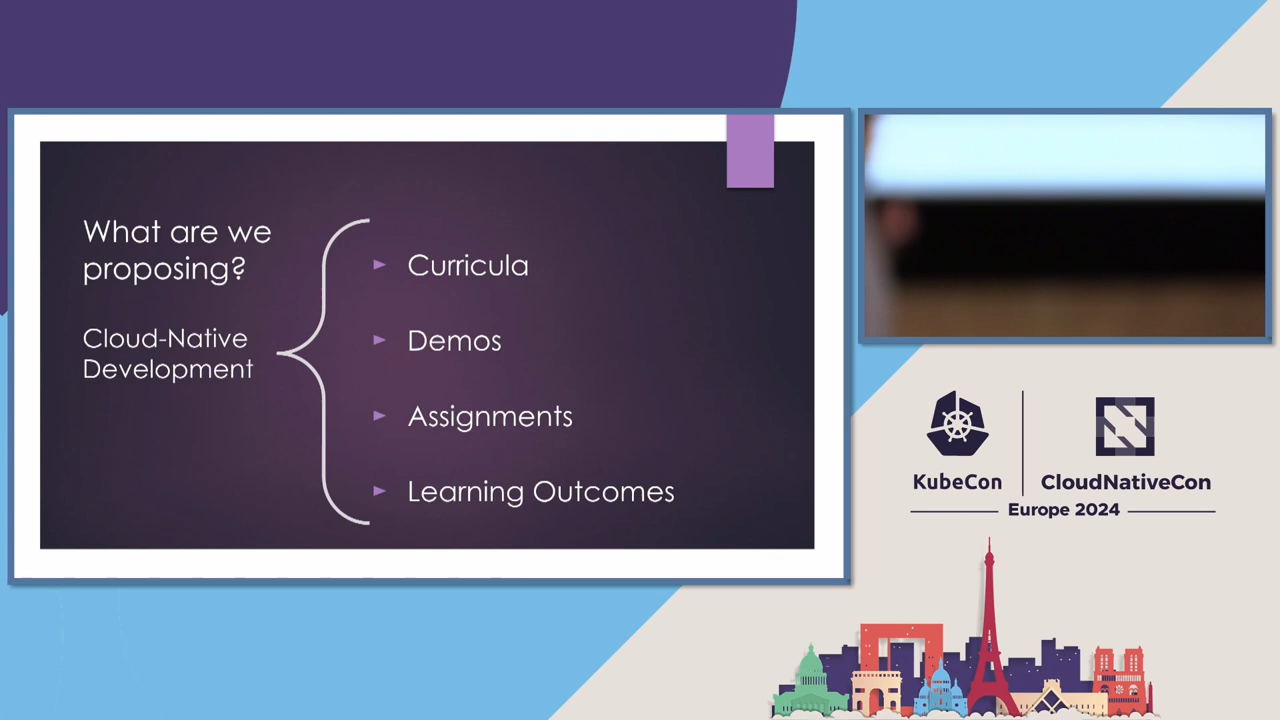 What are we
proposing?
Cloud-Native
Development
Curricula
Demos
Assignments
Learning Outcomes
KubeCon
CloudNativeCon
Europe 2024